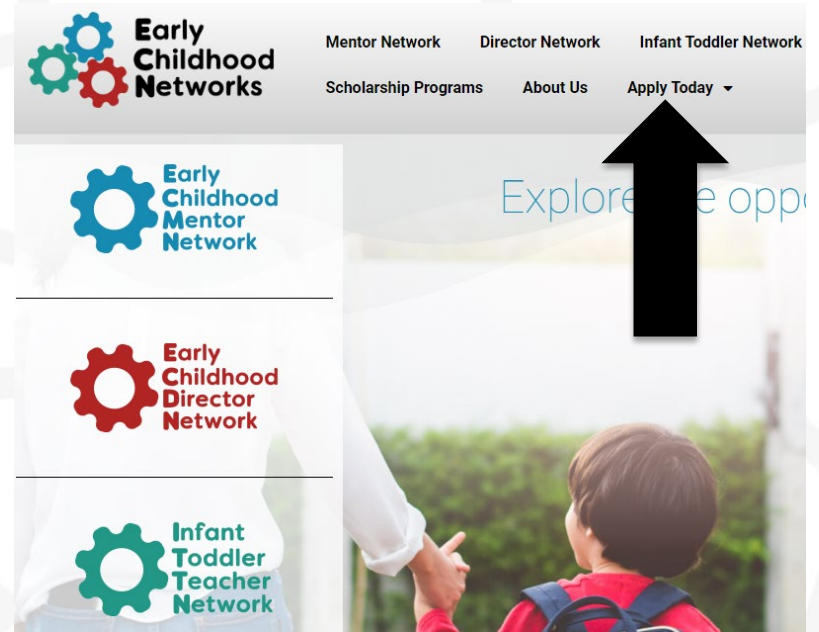 Early
Childhood
Networks
Mentor Network Director Network Infant Toddler Network
Scholarship Programs About Us Apply Today
Early
Childhood
Mentor
Network
Early
Childhood
Director
Network
Infant
Toddler
Teacher
Network